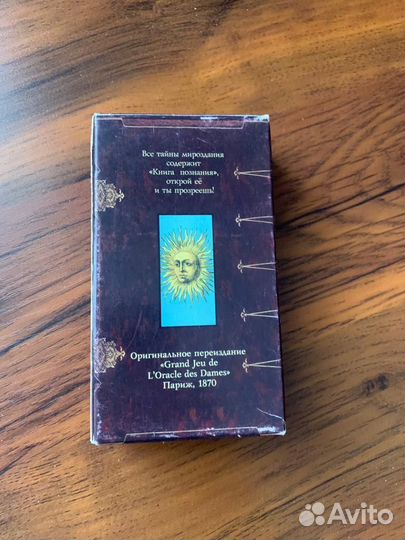 Все тайны мироздания
содержит
«Книга познания»,
открой её
и ты прозреешь!
Оригинальное переиздание
«Grand Jeu de
L'Oracle des Dames»
Париж, 1870
Avito